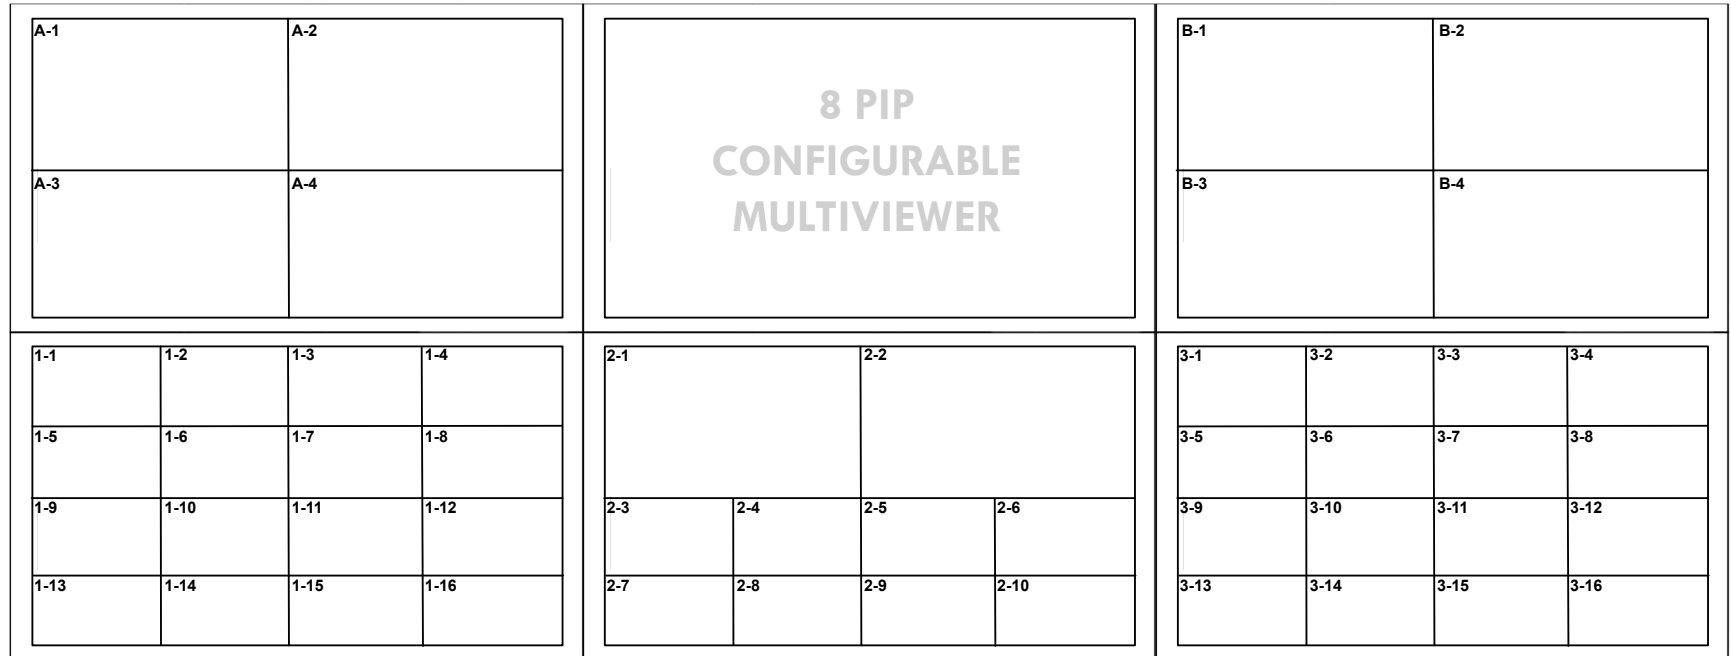 A-1 A-2
A-3 A-4
8 PIP
CONFIGURABLE
MULTIVIEWER
B-1 B-2
B-3 B-4
1-1 1-2 1-3 1-4
1-5 1-6 1-7 1-8
1-9 1-10 1-11 1-12
1-13 1-14 1-15 1-16
2-1 2-2
2-3 2-4 2-5 2-6
2-7 2-8 2-9 2-10
3-1 3-2 3-3 3-4
3-5 3-6 3-7 3-8
3-9 3-10 3-11 3-12
3-13 3-14 3-15 3-16